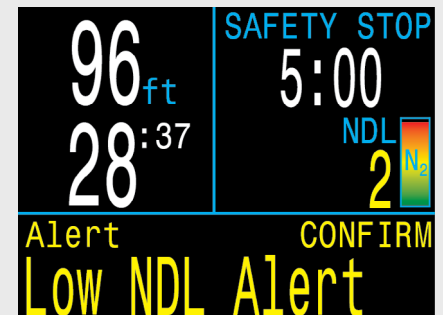 96ft
28:37
SAFETY STOP
5:00
NDL
2
N₂
Alert CONFIRM
Low NDL Alert